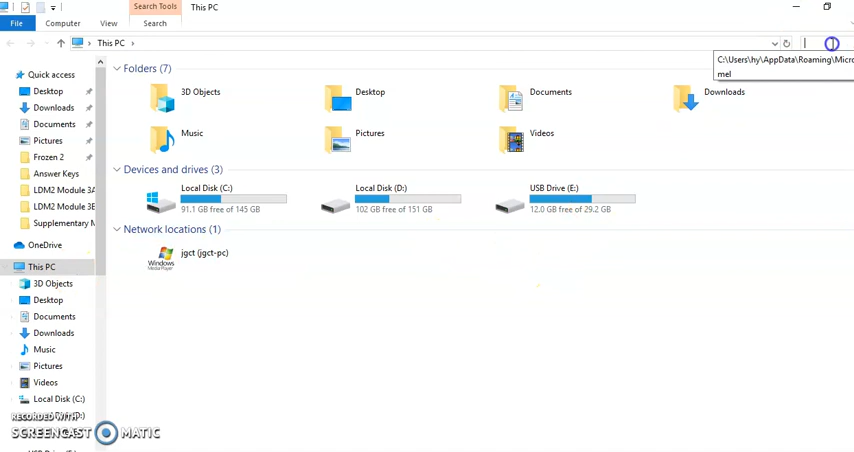 Search Tools
This PC
File
Computer
View
Search
This PC
C:\Users\hy\AppData\Roaming\Micro
mel
Quick access
Desktop
Downloads
Documents
Pictures
Frozen 2
Answer Keys
LDM2 Module 3A
LDM2 Module 3B
Supplementary M
OneDrive
This PC
3D Objects
Desktop
Documents
Downloads
Music
Pictures
Videos
Local Disk (C:)
Folders (7)
3D Objects
Desktop
Documents
Downloads
Music
Pictures
Videos
Devices and drives (3)
Local Disk (C:)
91.1 GB free of 145 GB
Local Disk (D:)
102 GB free of 151 GB
USB Drive (E:)
12.0 GB free of 29.2 GB
Network locations (1)
jgct (jgct-pc)
Windows
Media Player
RECORDED WITH
SCREENCAST MATIC